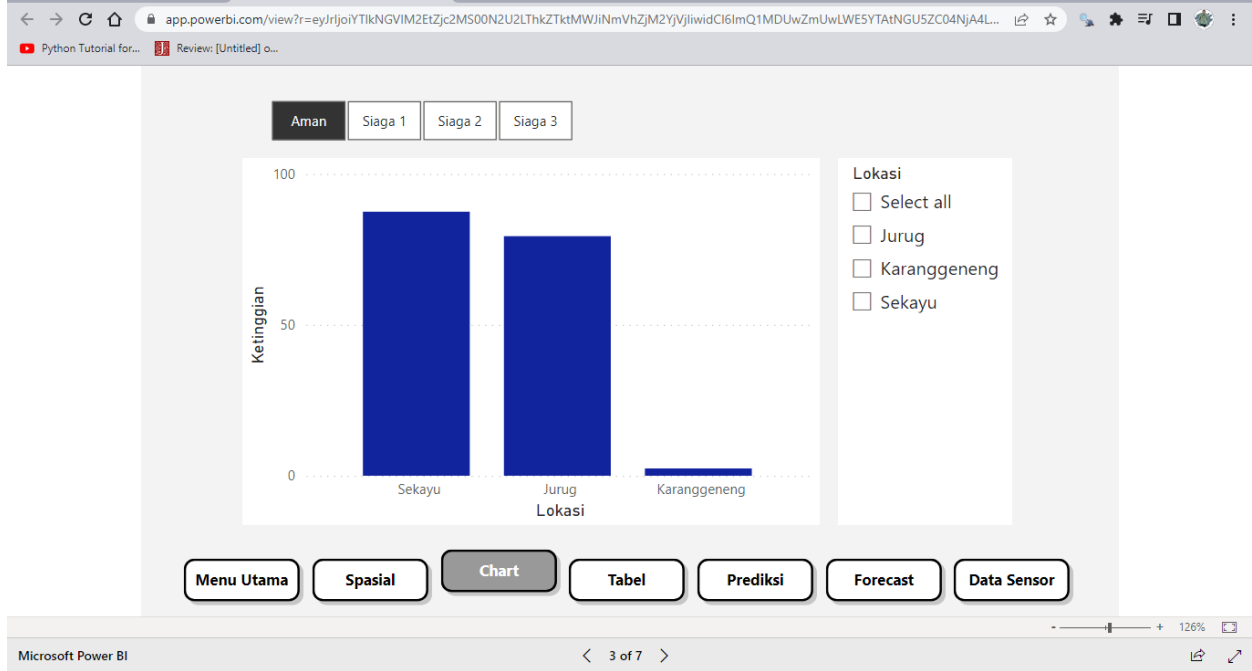 app.powerbi.com/view?r=eyJrIjoiYTlkNGVlM2EtZjc2MS00N2U2LThkZTktMWJiNmVhZjM2YjVjIiwidCI6ImQ1MDUwZmUwLWE5YTAtNGU5ZC04NjA4L...
Python Tutorial for...
Review: [Untitled] o...
Aman
Siaga 1
Siaga 2
Siaga 3
100
50
0
Ketinggian
Sekayu
Jurug
Karanggeneng
Lokasi
Lokasi
Select all
Jurug
Karanggeneng
Sekayu
Menu Utama
Spasial
Chart
Tabel
Prediksi
Forecast
Data Sensor
- + 126%
Microsoft Power BI
3 of 7